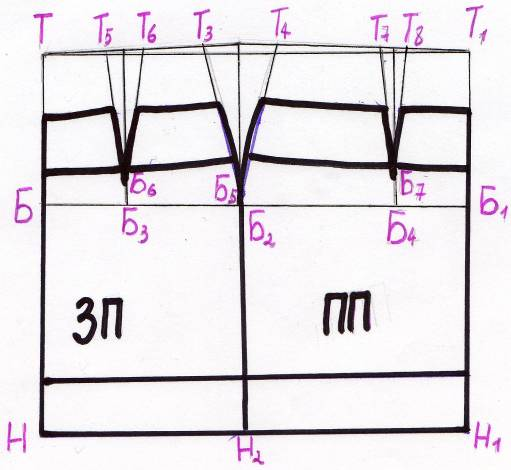 Т Т5 Т6 Т3 Т4 Т7 Т8 Т1
Б6 Б5 Б7
Б Б3 Б2 Б4 Б1
ЗП ПП
Н Н2 Н1